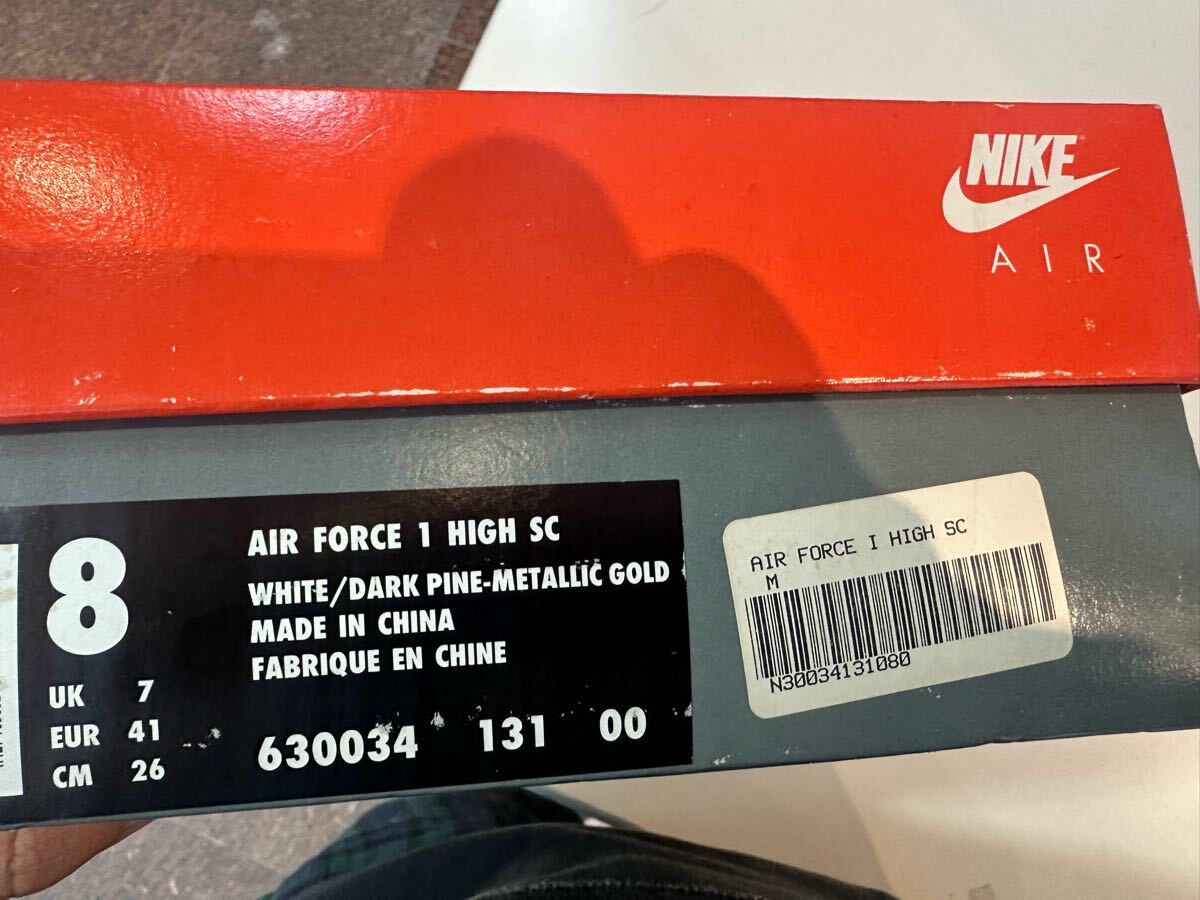 NIKE
AIR
8
UK 7
EUR 41
CM 26
AIR FORCE 1 HIGH SC
WHITE/DARK PINE-METALLIC GOLD
MADE IN CHINA
FABRIQUE EN CHINE
630034 131 00
AIR FORCE I HIGH SC
M
N30034131080